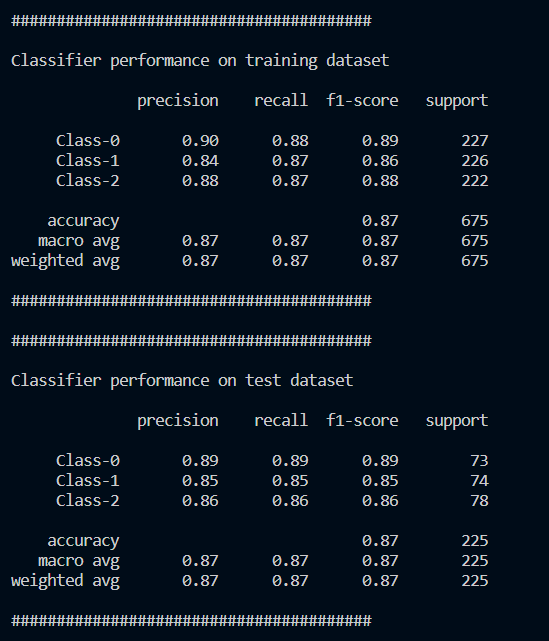 ########################################
Classifier performance on training dataset
precision recall f1-score support
Class-0 0.90 0.88 0.89 227
Class-1 0.84 0.87 0.86 226
Class-2 0.88 0.87 0.88 222
accuracy 0.87 675
macro avg 0.87 0.87 0.87 675
weighted avg 0.87 0.87 0.87 675
########################################
########################################
Classifier performance on test dataset
precision recall f1-score support
Class-0 0.89 0.89 0.89 73
Class-1 0.85 0.85 0.85 74
Class-2 0.86 0.86 0.86 78
accuracy 0.87 225
macro avg 0.87 0.87 0.87 225
weighted avg 0.87 0.87 0.87 225
########################################